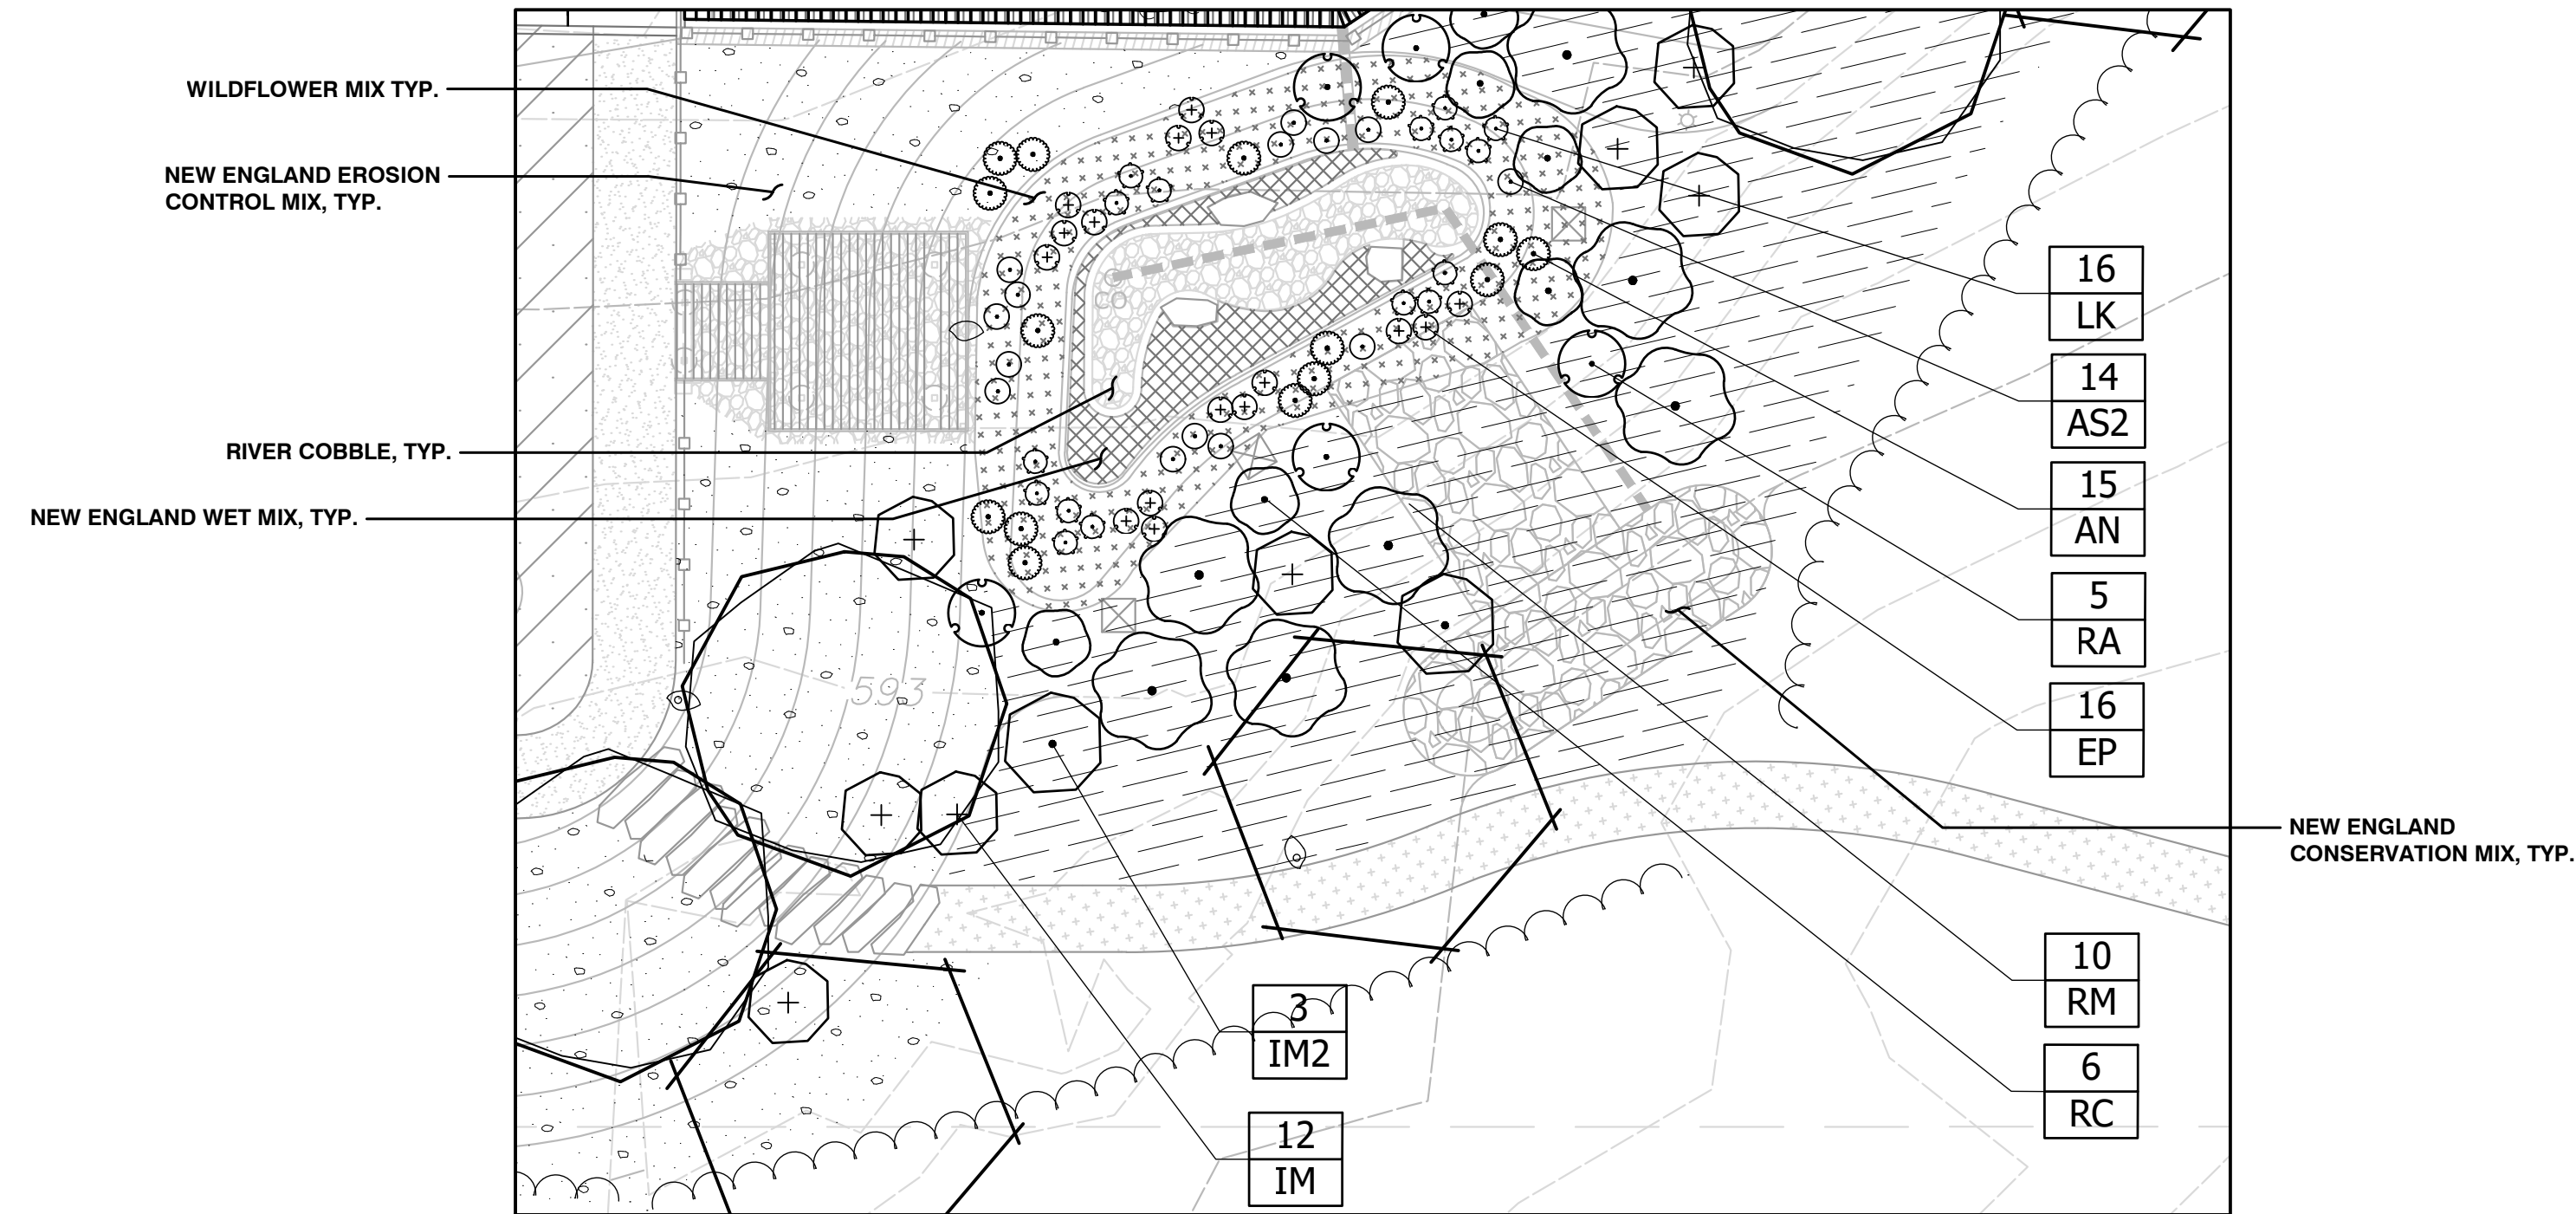 WILDFLOWER MIX TYP.
NEW ENGLAND EROSION
CONTROL MIX, TYP.
RIVER COBBLE, TYP.
NEW ENGLAND WET MIX, TYP.
593
16
LK
14
AS2
15
AN
5
RA
16
EP
NEW ENGLAND
CONSERVATION MIX, TYP.
10
RM
6
RC
3
IM2
12
IM